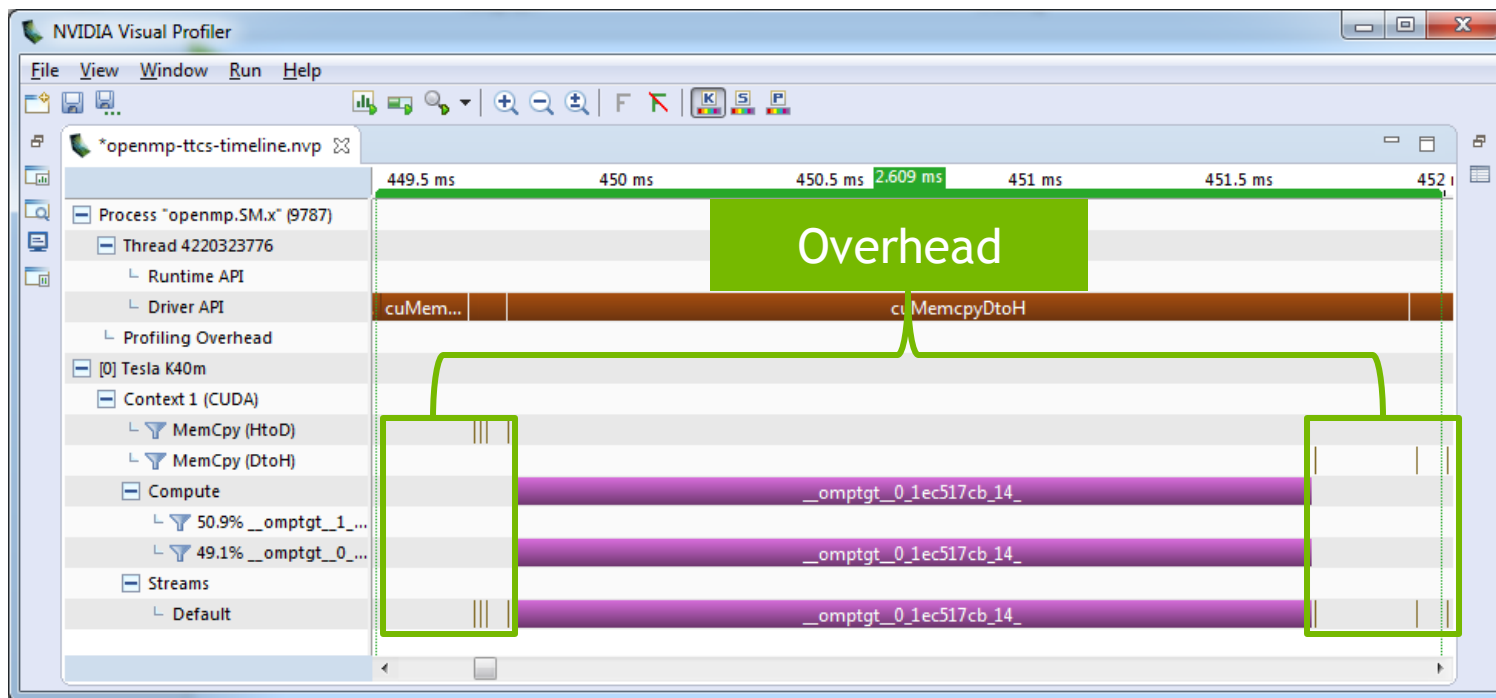 NVIDIA Visual Profiler
File View Window Run Help
F K S P
*openmp-ttcs-timeline.nvp
449.5 ms 450 ms 450.5 ms 2.609 ms 451 ms 451.5 ms 452
Process "openmp.SM.x" (9787)
Thread 4220323776
Overhead
Runtime API
Driver API cuMem... cuMemcpyDtoH
Profiling Overhead
[0] Tesla K40m
Context 1 (CUDA)
MemCpy (HtoD)
MemCpy (DtoH)
Compute __omptgt__0_1ec517cb_14_
50.9% __omptgt__1_...
49.1% __omptgt__0_... __omptgt__0_1ec517cb_14_
Streams
Default __omptgt__0_1ec517cb_14_